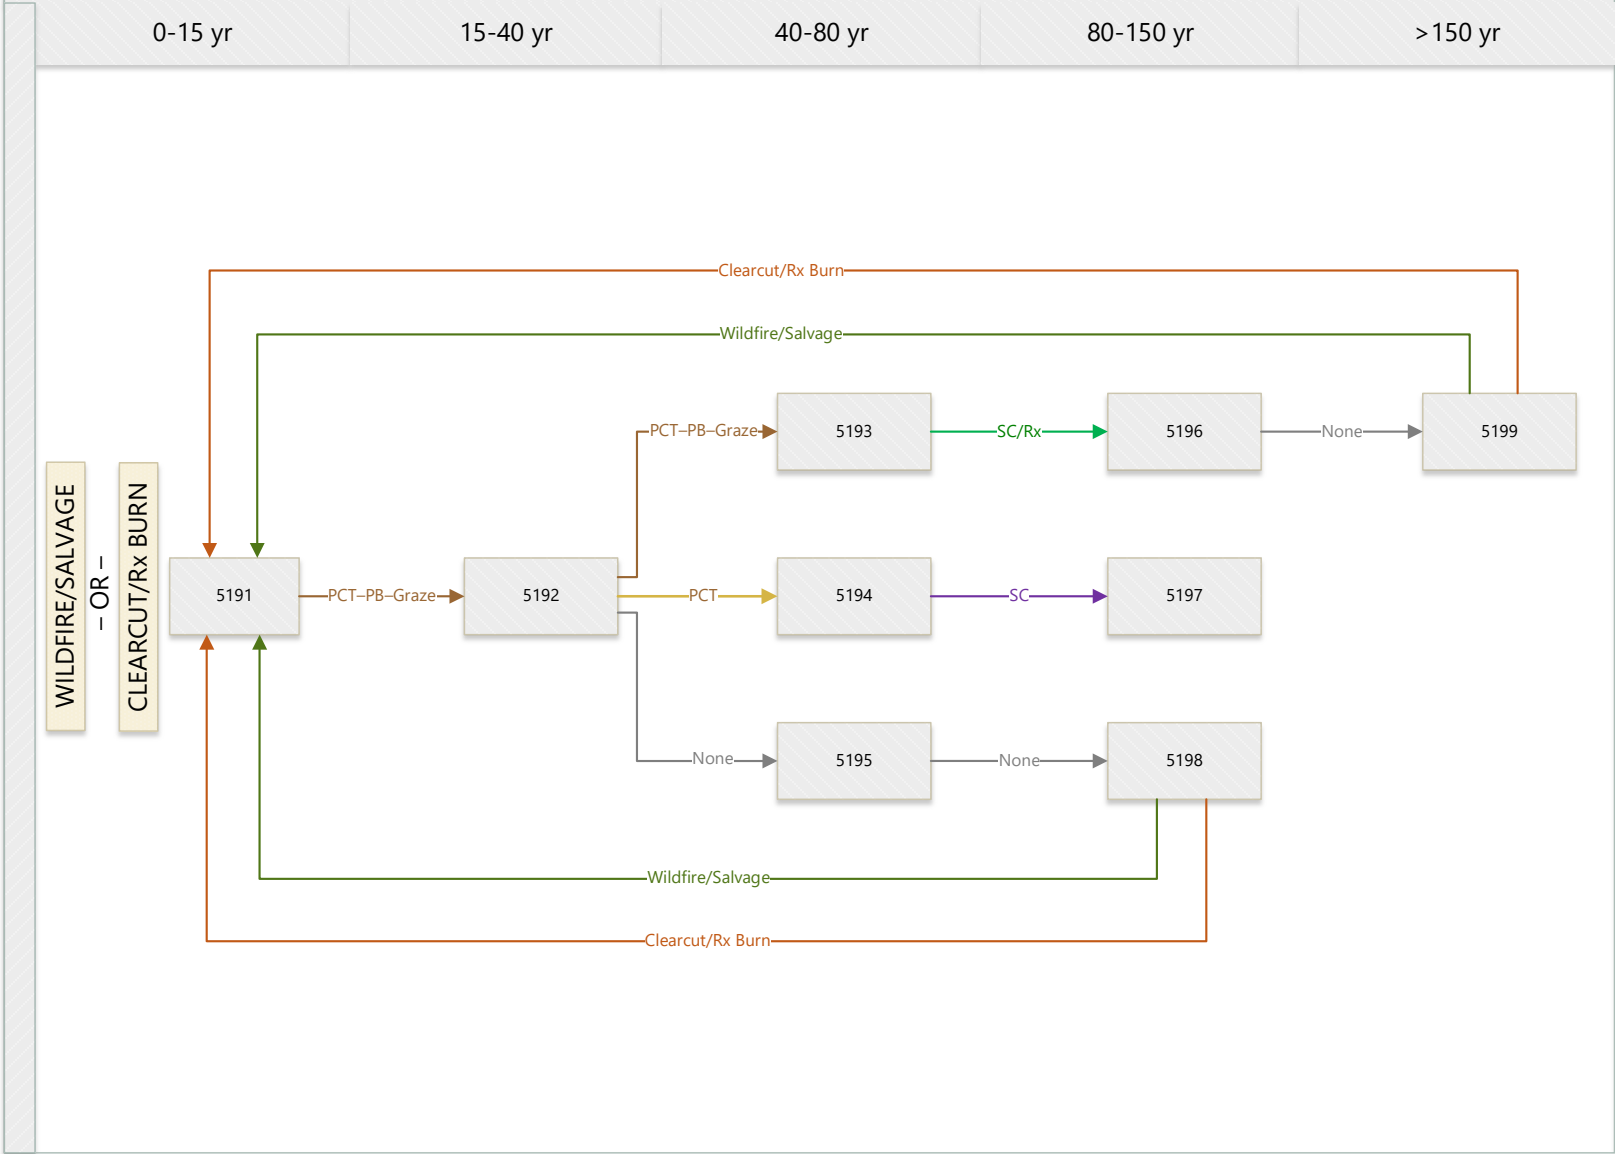 0-15 yr
15-40 yr
40-80 yr
80-150 yr
>150 yr
Clearcut/Rx Burn
Wildfire/Salvage
PCT–PB–Graze
5193
SC/Rx
5196
None
5199
WILDFIRE/SALVAGE
– OR –
CLEARCUT/Rx BURN
5191
PCT–PB–Graze
5192
PCT
5194
SC
5197
None
5195
None
5198
Wildfire/Salvage
Clearcut/Rx Burn